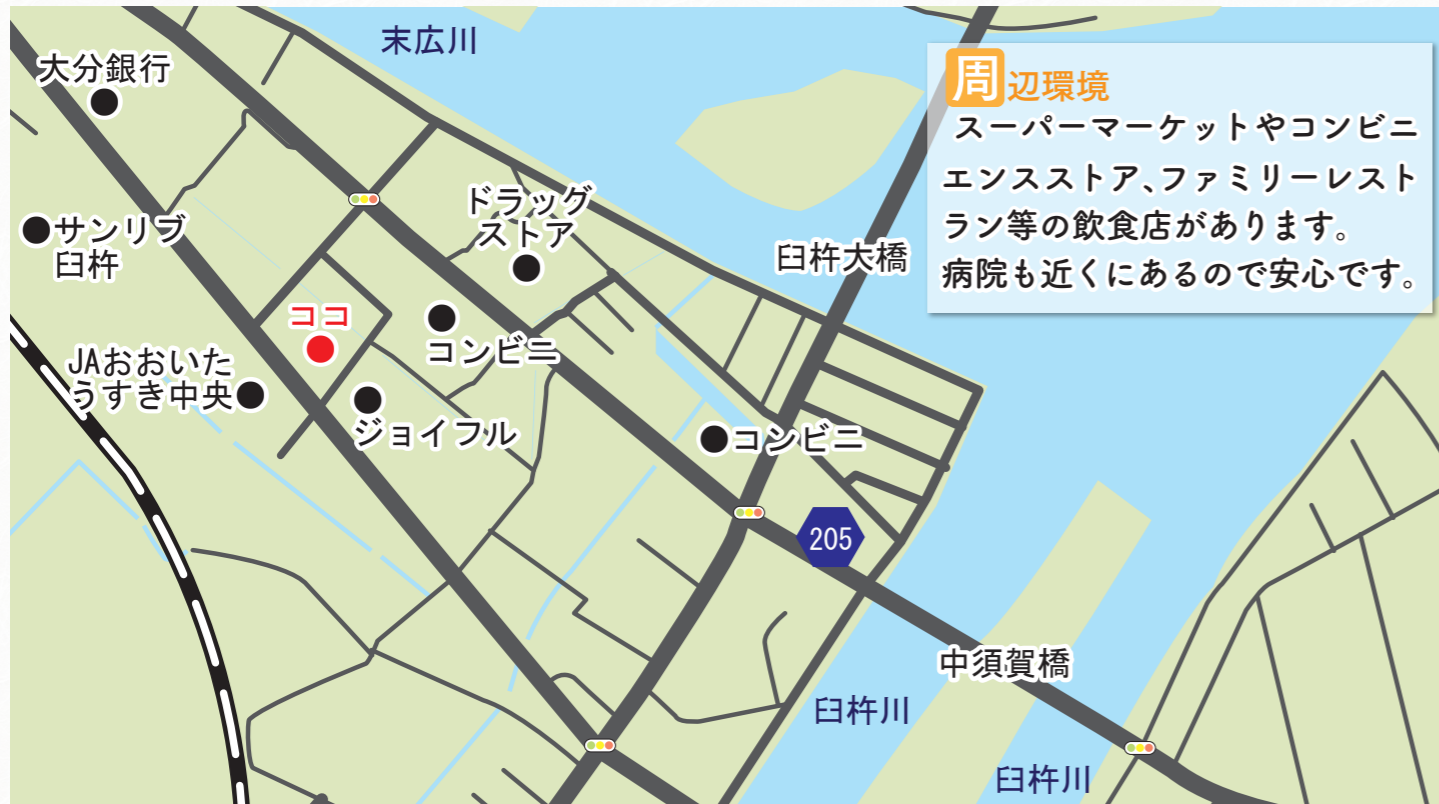 末広川
大分銀行
周辺環境
スーパーマーケットやコンビニ
エンスストア、ファミリーレスト
ラン等の飲食店があります。
病院も近くにあるので安心です。
サンリブ
臼杵
ドラッグ
ストア
臼杵大橋
ココ
コンビニ
JAおおいた
うすき中央
ジョイフル
コンビニ
205
中須賀橋
臼杵川
臼杵川